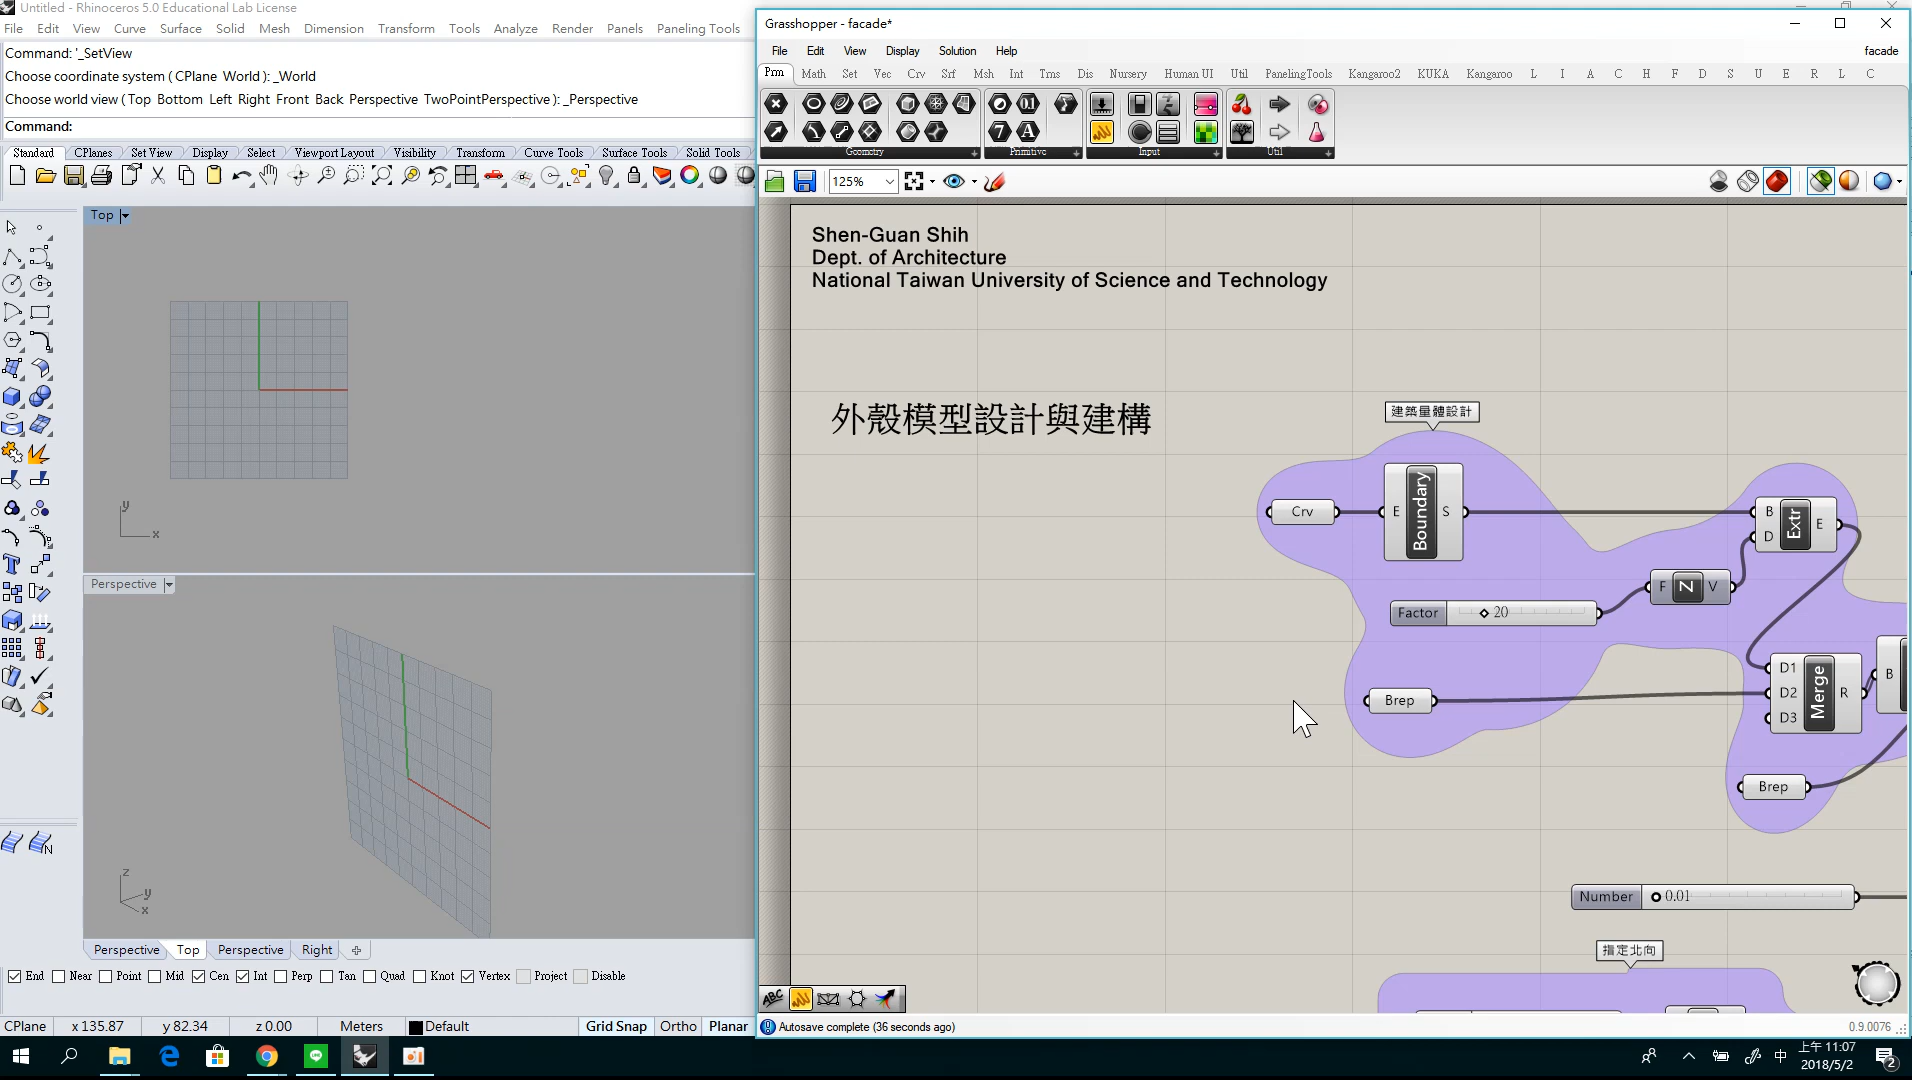 Untitled - Rhinoceros 5.0 Educational Lab License
File Edit View Curve Surface Solid Mesh Dimension Transform Tools Analyze Render Panels Paneling Tools
Command: '_SetView
Choose coordinate system ( CPlane World ): _World
Choose world view ( Top Bottom Left Right Front Back Perspective TwoPointPerspective ): _Perspective
Command:
Standard CPlanes Set View Display Select Viewport Layout Visibility Transform Curve Tools Surface Tools Solid Tools
Top
y
x
Perspective
z
y
x
Perspective Top Perspective Right
End Near Point Mid Cen Int Perp Tan Quad Knot Vertex Project Disable
CPlane x 135.87 y 82.34 z 0.00 Meters Default Grid Snap Ortho Planar
Grasshopper - facade*
File Edit View Display Solution Help facade
Prm Math Set Vec Crv Srf Msh Int Trns Dis Nursery Human UI Util PanelingTools Kangaroo2 KUKA Kangaroo L I A C H F D S U E R L C
Geometry Primitive Input Util
125%
Shen-Guan Shih
Dept. of Architecture
National Taiwan University of Science and Technology
外殼模型設計與建構
建築量體設計
Crv E Boundary S B D Extr E
F Z V
Factor 20
D1 D2 D3 Merge R B
Brep
Brep
Number 0.01
指定北向
Autosave complete (36 seconds ago) 0.9.0076
中 上午 11:07
2018/5/2
2